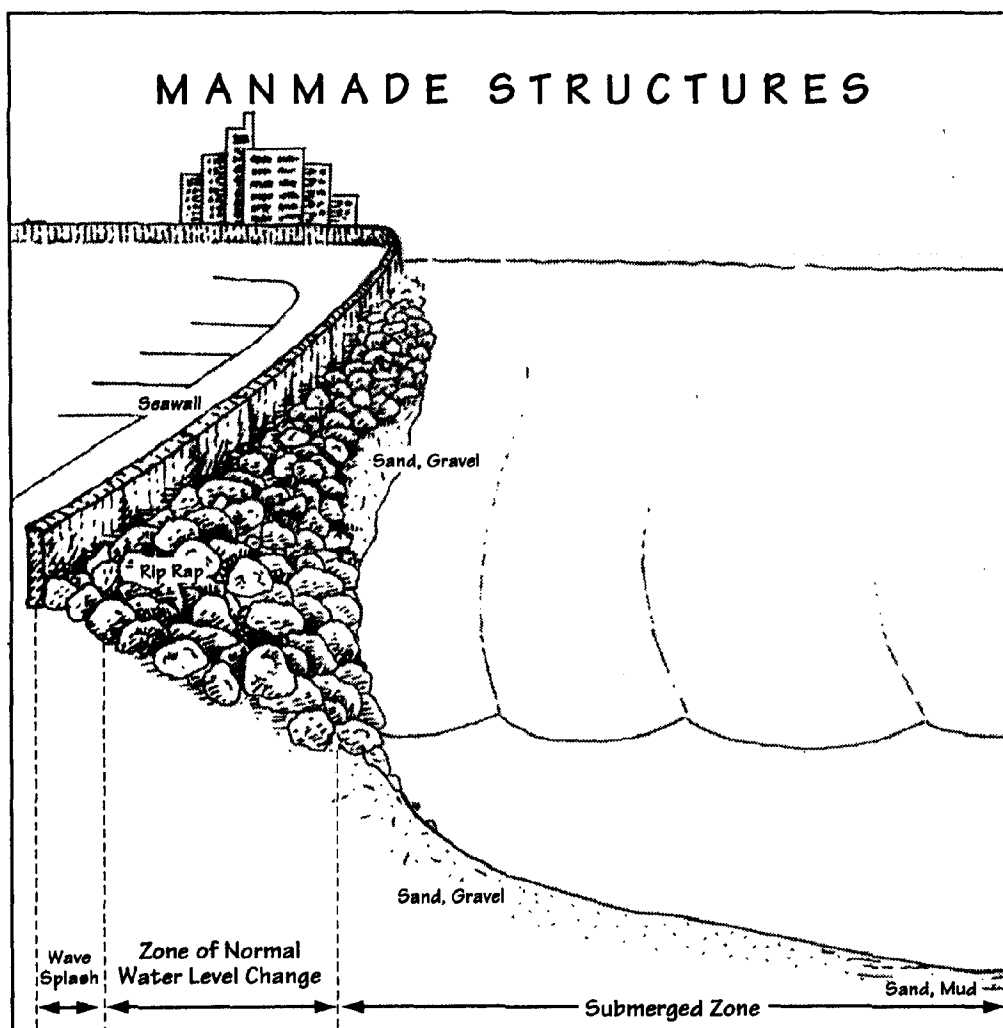 MANMADE STRUCTURES
Seawall
Sand, Gravel
Rip Rap
Sand, Gravel
Wave
Splash
Zone of Normal
Water Level Change
Sand, Mud
Submerged Zone